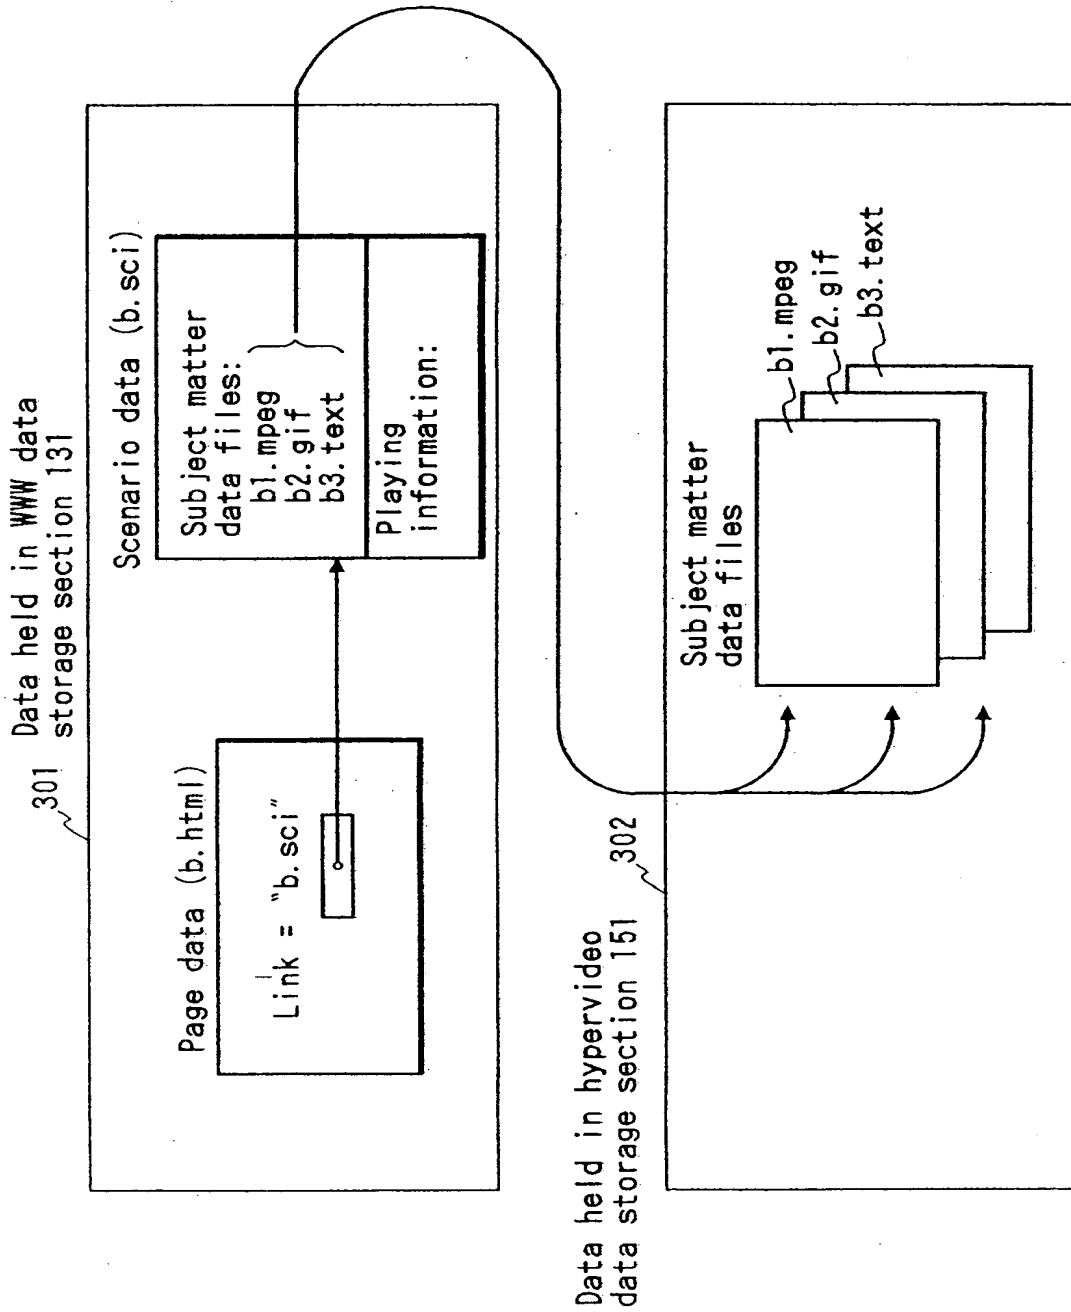 Data held in WWW data
storage section 131
301
Page data (b.html)
Link = "b.sci"
Scenario data (b.sci)
Subject matter
data files:
b1.mpeg
b2.gif
b3.text
Playing
information:
Data held in hypervideo
data storage section 151
302
Subject matter
data files
b1.mpeg
b2.gif
b3.text